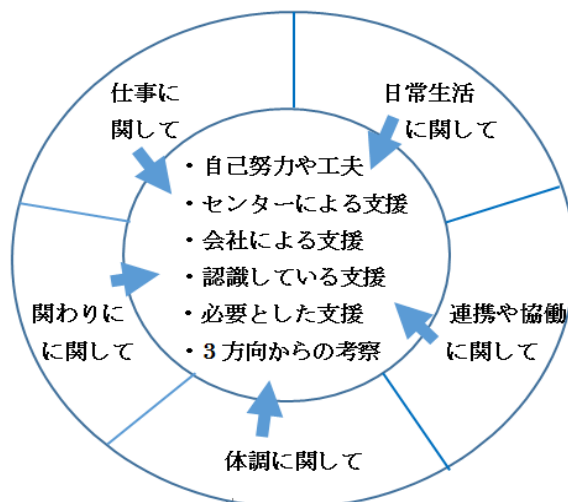 仕事に
関して
日常生活
に関して
・自己努力や工夫
・センターによる支援
・会社による支援
・認識している支援
・必要とした支援
・3方向からの考察
関わりに
に関して
連携や協働
に関して
体調に関して